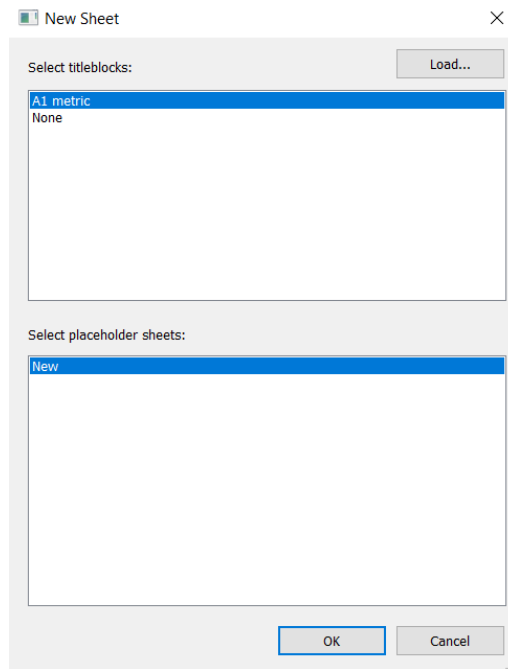 New Sheet
Select titleblocks:
Load...
A1 metric
None
Select placeholder sheets:
New
OK
Cancel